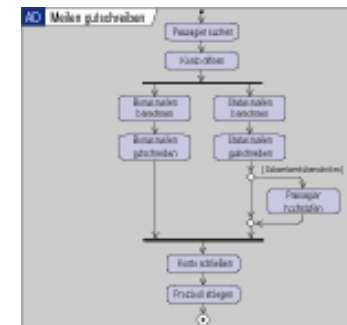 AD Meilen gutschreiben
Passagier suchen
Konto öffnen
Bonusmeilen
berechnen
Statusmeilen
berechnen
Bonusmeilen
gutschreiben
Statusmeilen
gutschreiben
Passagier
hochstufen
Konto schließen
Protokoll ablegen